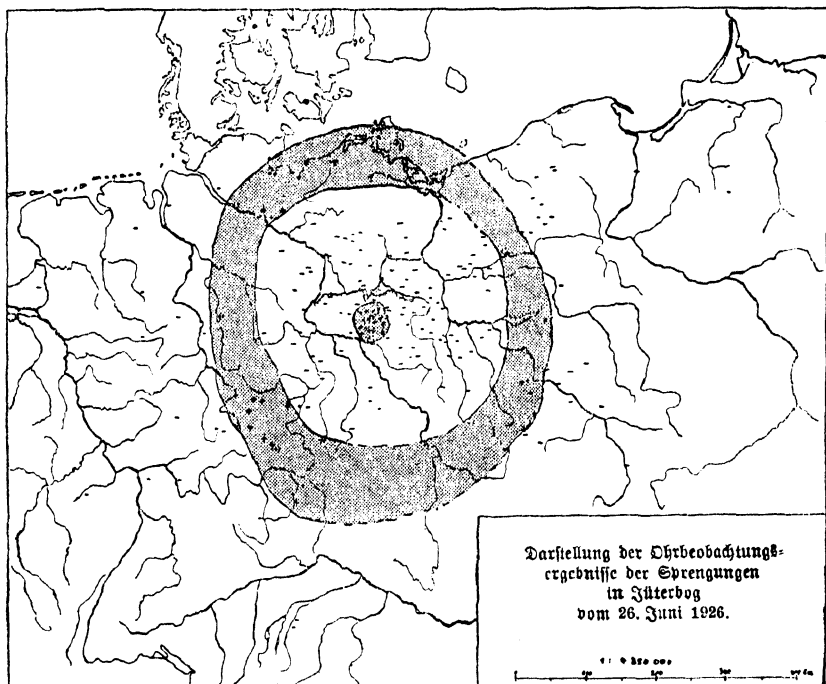 Darstellung der Ohrbeobachtungs-
ergebnisse der Sprengungen
in Jüterbog
vom 26. Juni 1926.